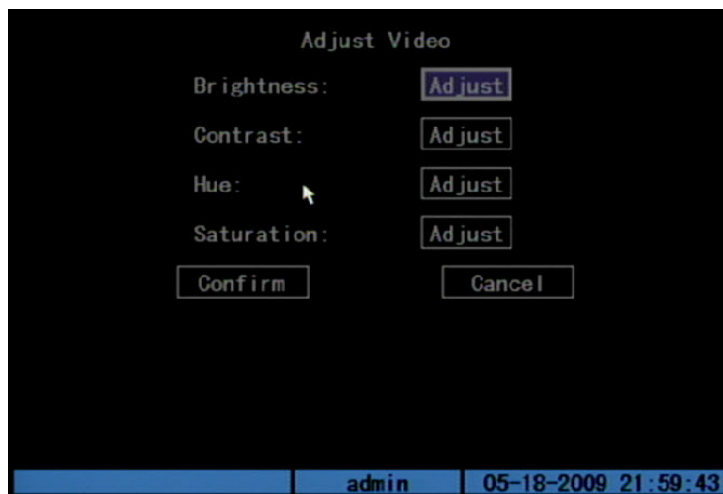 Adjust Video
Brightness: Adjust
Contrast: Adjust
Hue: Adjust
Saturation: Adjust
Confirm Cancel
admin 05-18-2009 21:59:43